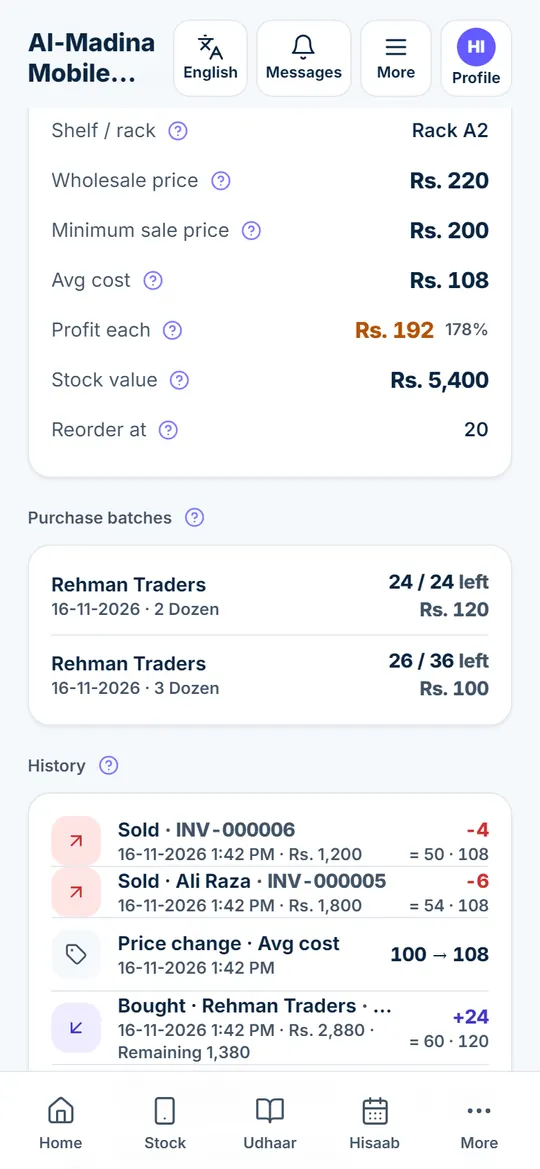 Al-Madina
Mobile...
English
Messages
More
HI
Profile
Shelf / rack ? Rack A2
Wholesale price ? Rs. 220
Minimum sale price ? Rs. 200
Avg cost ? Rs. 108
Profit each ? Rs. 192 178%
Stock value ? Rs. 5,400
Reorder at ? 20
Purchase batches ?
Rehman Traders 24 / 24 left
16-11-2026 · 2 Dozen Rs. 120
Rehman Traders 26 / 36 left
16-11-2026 · 3 Dozen Rs. 100
History ?
Sold · INV-000006 -4
16-11-2026 1:42 PM · Rs. 1,200 = 50 · 108
Sold · Ali Raza · INV-000005 -6
16-11-2026 1:42 PM · Rs. 1,800 = 54 · 108
Price change · Avg cost 100 → 108
16-11-2026 1:42 PM
Bought · Rehman Traders · ... +24
16-11-2026 1:42 PM · Rs. 2,880 · = 60 · 120
Remaining 1,380
Home
Stock
Udhaar
Hisaab
More